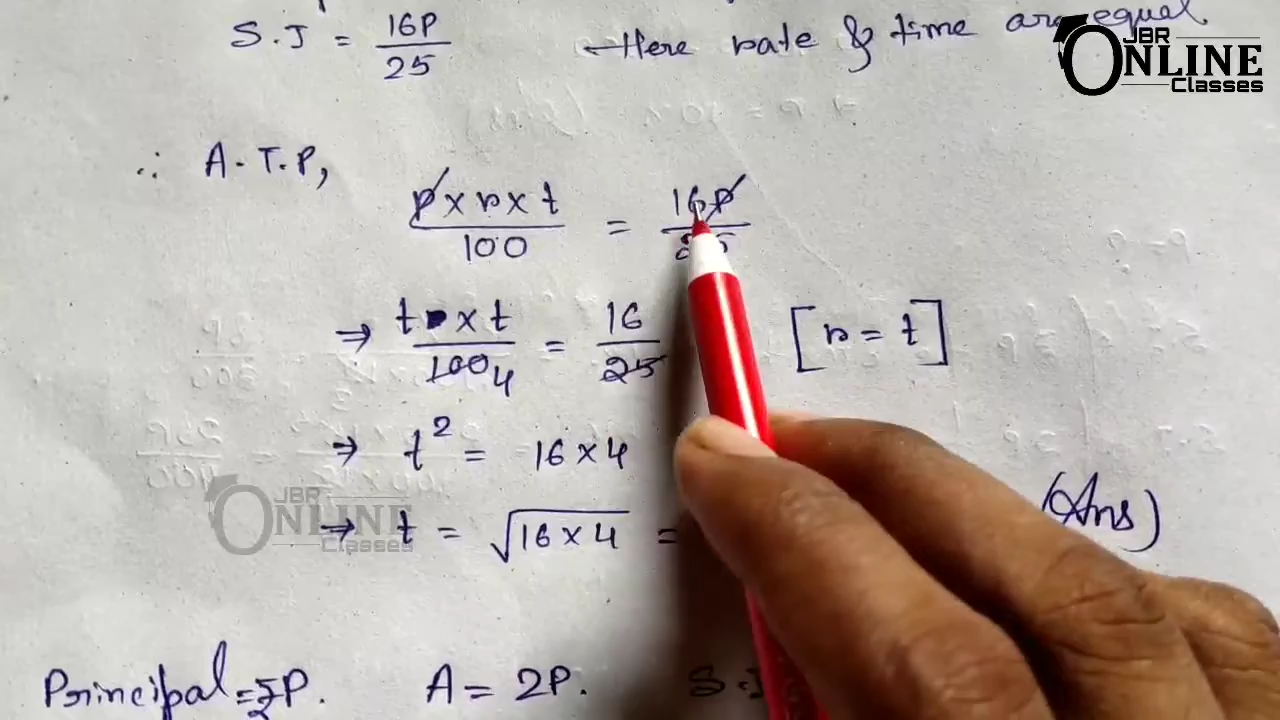 S.I = 16P/25 ← Here rate & time are equal.
JBR
ONLINE
Classes
∴ A.T.P,
P×r×t/100 = 16P/25
⇒ t × t/100 4 = 16/25 [r = t]
⇒ t² = 16×4
JBR
ONLINE
Classes
⇒ t = √16×4 = (Ans)
Principal = P. A = 2P. S.I